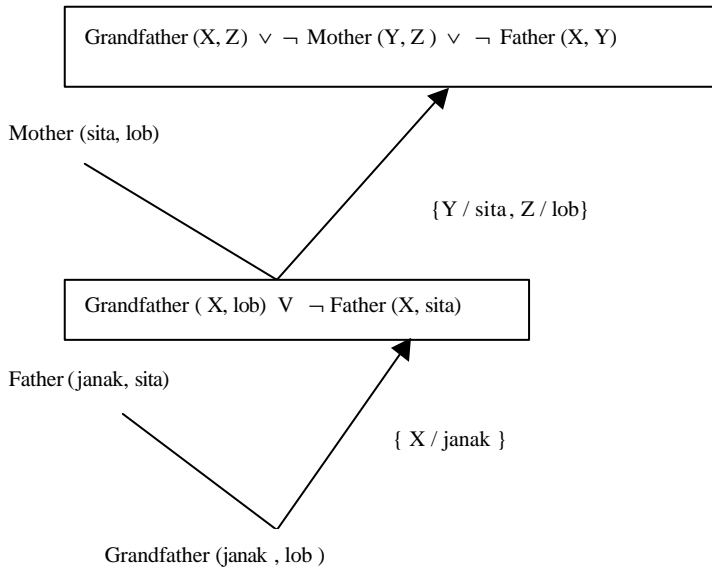 Grandfather (X, Z) ∨ ¬ Mother (Y, Z ) ∨ ¬ Father (X, Y)
Mother (sita, lob)
{Y / sita, Z / lob}
Grandfather ( X, lob) V ¬ Father (X, sita)
Father (janak, sita)
{ X / janak }
Grandfather (janak , lob )